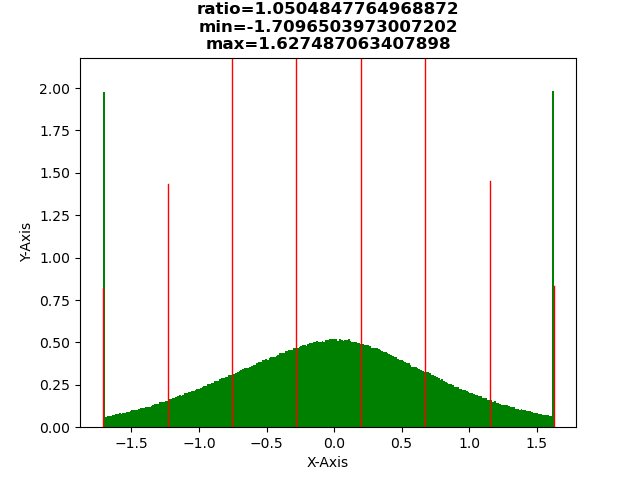 ratio=1.0504847764968872
min=-1.7096503973007202
max=1.627487063407898
2.00
1.75
1.50
1.25
1.00
0.75
0.50
0.25
0.00
Y-Axis
−1.5 −1.0 −0.5 0.0 0.5 1.0 1.5
X-Axis